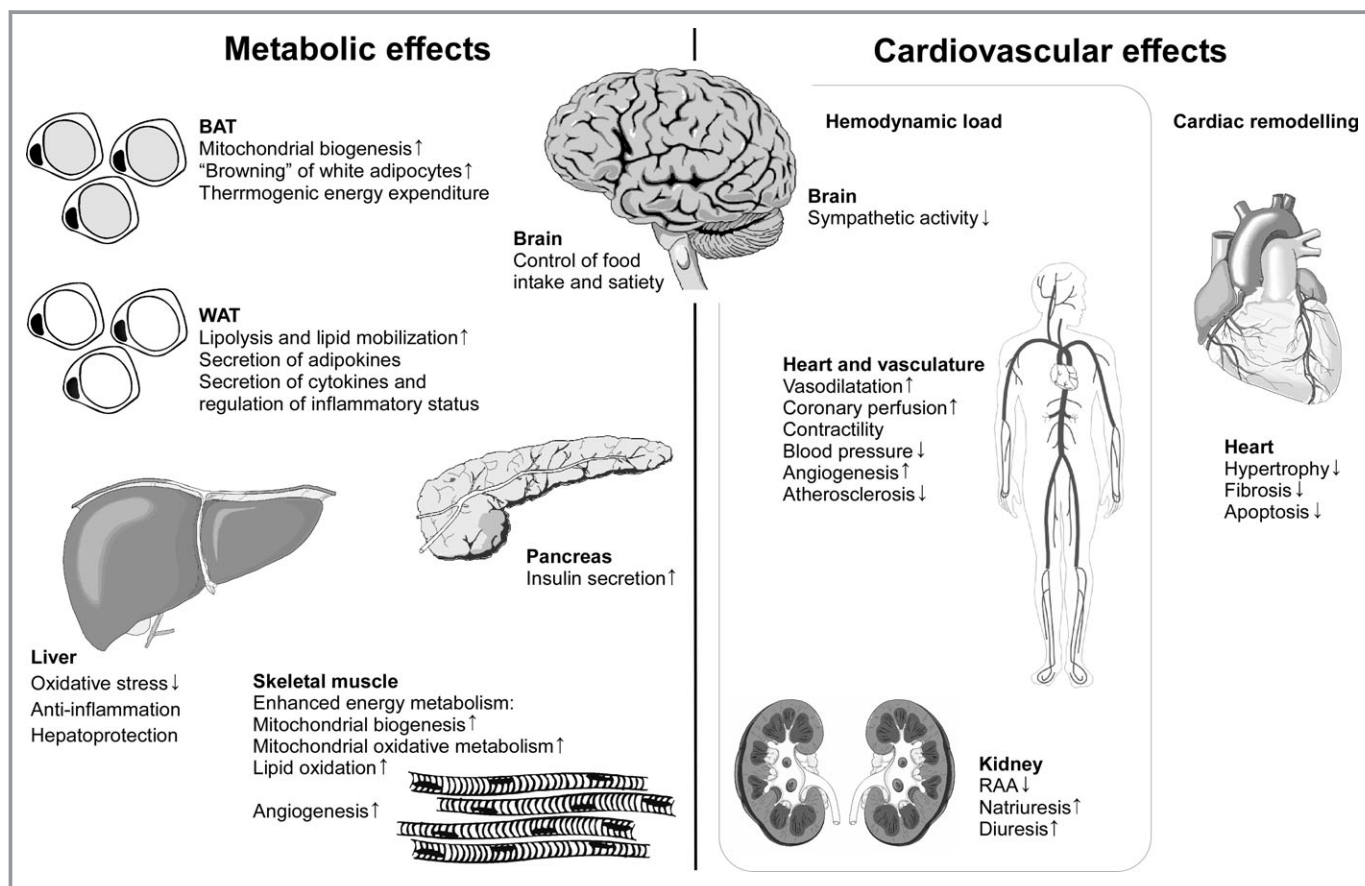 Metabolic effects
BAT
Mitochondrial biogenesis↑
“Browning” of white adipocytes↑
Therrmogenic energy expenditure
Brain
Control of food
intake and satiety
WAT
Lipolysis and lipid mobilization↑
Secretion of adipokines
Secretion of cytokines and
regulation of inflammatory status
Pancreas
Insulin secretion↑
Liver
Oxidative stress↓
Anti-inflammation
Hepatoprotection
Skeletal muscle
Enhanced energy metabolism:
Mitochondrial biogenesis↑
Mitochondrial oxidative metabolism↑
Lipid oxidation↑
Angiogenesis↑
Cardiovascular effects
Hemodynamic load
Brain
Sympathetic activity↓
Heart and vasculature
Vasodilatation↑
Coronary perfusion↑
Contractility
Blood pressure↓
Angiogenesis↑
Atherosclerosis↓
Kidney
RAA↓
Natriuresis↑
Diuresis↑
Cardiac remodelling
Heart
Hypertrophy↓
Fibrosis↓
Apoptosis↓